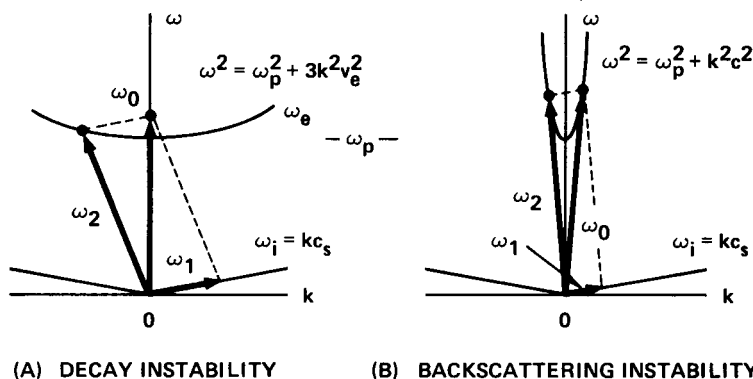 ω
ω² = ωₚ² + 3k²vₑ²
ω₀
ωₑ
ω₂
ω₁
ωᵢ = kcₛ
k
0
(A) DECAY INSTABILITY
– ωₚ –
ω
ω² = ωₚ² + k²c²
ω₂
ω₀
ω₁
ωᵢ = kcₛ
k
0
(B) BACKSCATTERING INSTABILITY